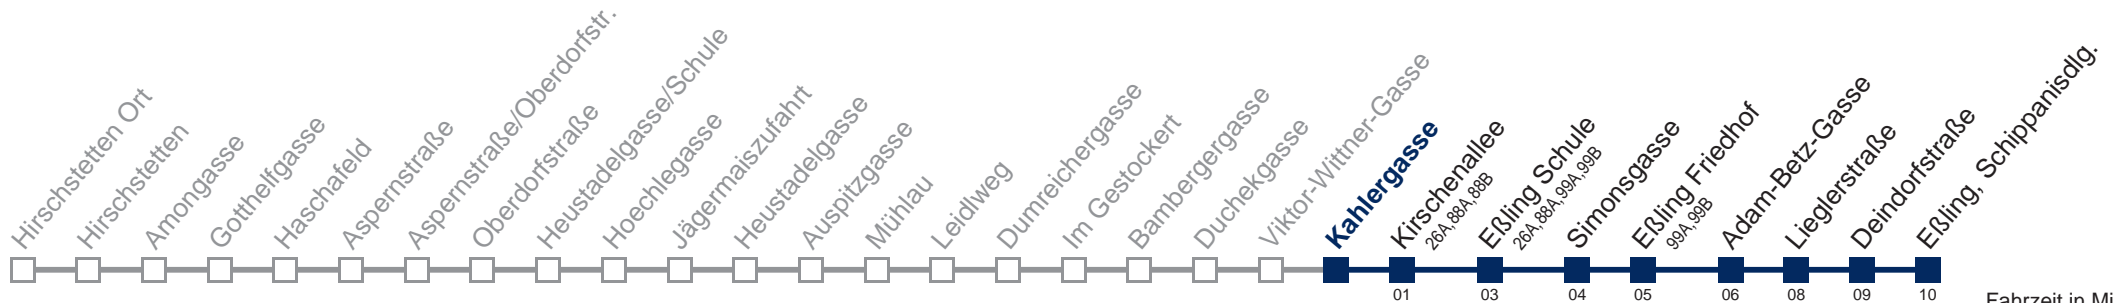 Hirschstetten Ort
Hirschstetten
Amongasse
Gotthelfgasse
Haschafeld
Aspernstraße
Aspernstraße/Oberdorfstr.
Oberdorfstraße
Heustadelgasse/Schule
Hoechlegasse
Jägermaiszufahrt
Heustadelgasse
Auspitzgasse
Mühlau
Leidlweg
Dumreichergasse
Im Gestockert
Bambergergasse
Duchekgasse
Viktor-Wittner-Gasse
Kahlergasse
Kirschenallee
26A,88A,88B
Eßling Schule
26A,88A,99A,99B
Simonsgasse
Eßling Friedhof
99A,99B
Adam-Betz-Gasse
Lieglerstraße
Deindorfstraße
Eßling, Schippanisdlg.
01 03 04 05 06 08 09 10
Fahrzeit in Mi